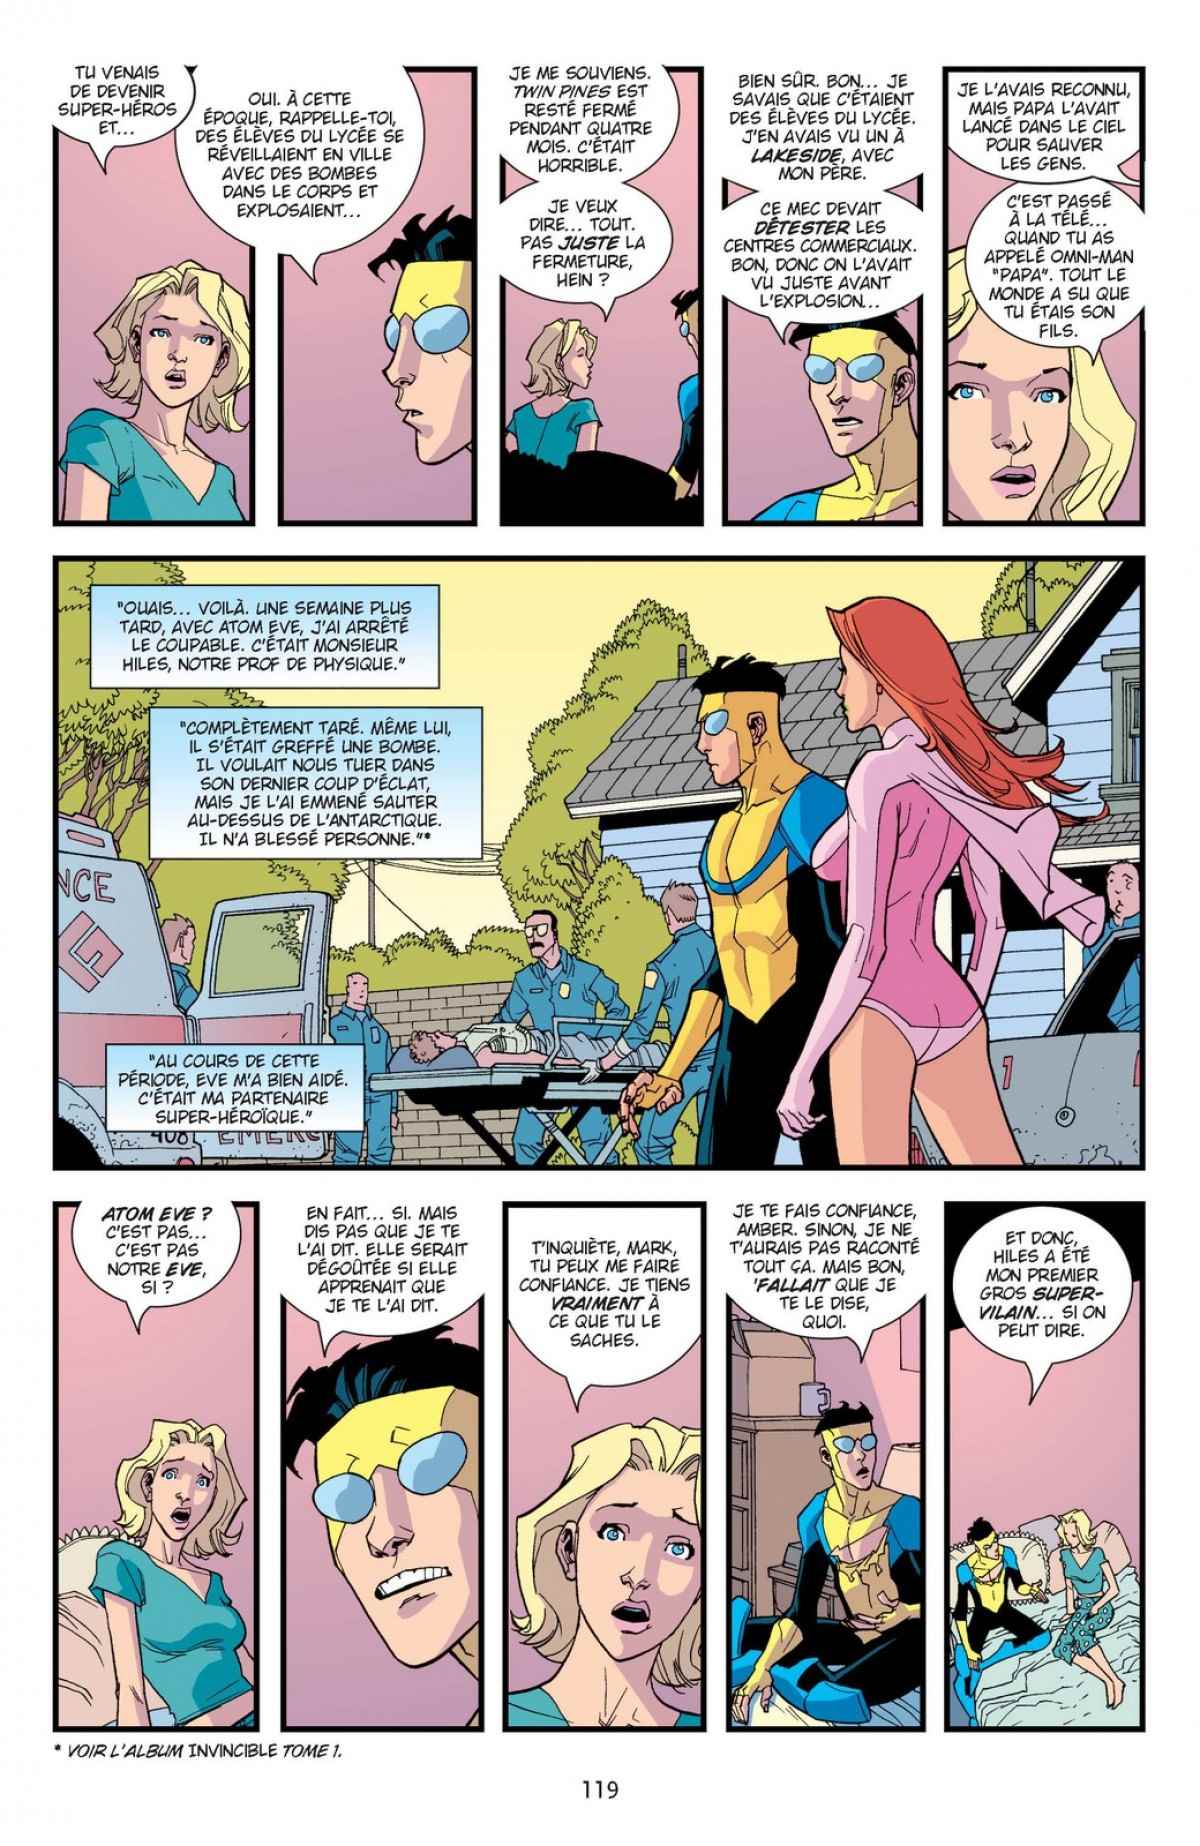 TU VENAIS
DE DEVENIR
SUPER-HÉROS
ET...
OUI. À CETTE
ÉPOQUE, RAPPELLE-TOI,
DES ÉLÈVES DU LYCÉE SE
RÉVEILLAIENT EN VILLE
AVEC DES BOMBES
DANS LE CORPS ET
EXPLOSAIENT...
JE ME SOUVIENS.
TWIN PINES EST
RESTÉ FERMÉ
PENDANT QUATRE
MOIS. C'ÉTAIT
HORRIBLE.
JE VEUX
DIRE... TOUT.
PAS JUSTE LA
FERMETURE,
HEIN ?
BIEN SÛR. BON... JE
SAVAIS QUE C'ÉTAIENT
DES ÉLÈVES DU LYCÉE.
J'EN AVAIS VU UN À
LAKESIDE, AVEC
MON PÈRE.
CE MEC DEVAIT
DÉTESTER LES
CENTRES COMMERCIAUX.
BON, DONC ON L'AVAIT
VU JUSTE AVANT
L'EXPLOSION...
JE L'AVAIS RECONNU,
MAIS PAPA L'AVAIT
LANCÉ DANS LE CIEL
POUR SAUVER
LES GENS.
C'EST PASSÉ
À LA TÉLÉ...
QUAND TU AS
APPELÉ OMNI-MAN
"PAPA". TOUT LE
MONDE A SU QUE
TU ÉTAIS SON
FILS.
"OUAIS... VOILÀ. UNE SEMAINE PLUS
TARD, AVEC ATOM EVE, J'AI ARRÊTÉ
LE COUPABLE. C'ÉTAIT MONSIEUR
HILES, NOTRE PROF DE PHYSIQUE."
"COMPLÈTEMENT TARÉ. MÊME LUI,
IL S'ÉTAIT GREFFÉ UNE BOMBE.
IL VOULAIT NOUS TUER DANS
SON DERNIER COUP D'ÉCLAT,
MAIS JE L'AI EMMENÉ SAUTER
AU-DESSUS DE L'ANTARCTIQUE.
IL N'A BLESSÉ PERSONNE."*
NCE
"AU COURS DE CETTE
PÉRIODE, EVE M'A BIEN AIDÉ.
C'ÉTAIT MA PARTENAIRE
SUPER-HÉROÏQUE."
408
EMERG
1
ATOM EVE ?
C'EST PAS...
C'EST PAS
NOTRE EVE,
SI ?
EN FAIT... SI. MAIS
DIS PAS QUE JE TE
L'AI DIT. ELLE SERAIT
DÉGOÛTÉE SI ELLE
APPRENAIT QUE
JE TE L'AI DIT.
T'INQUIÈTE, MARK,
TU PEUX ME FAIRE
CONFIANCE. JE TIENS
VRAIMENT À
CE QUE TU LE
SACHES.
JE TE FAIS CONFIANCE,
AMBER. SINON, JE NE
T'AURAIS PAS RACONTÉ
TOUT ÇA. MAIS BON,
'FALLAIT QUE JE
TE LE DISE,
QUOI.
ET DONC,
HILES A ÉTÉ
MON PREMIER
GROS SUPER-
VILAIN... SI ON
PEUT DIRE.
* VOIR L'ALBUM INVINCIBLE TOME 1.
119